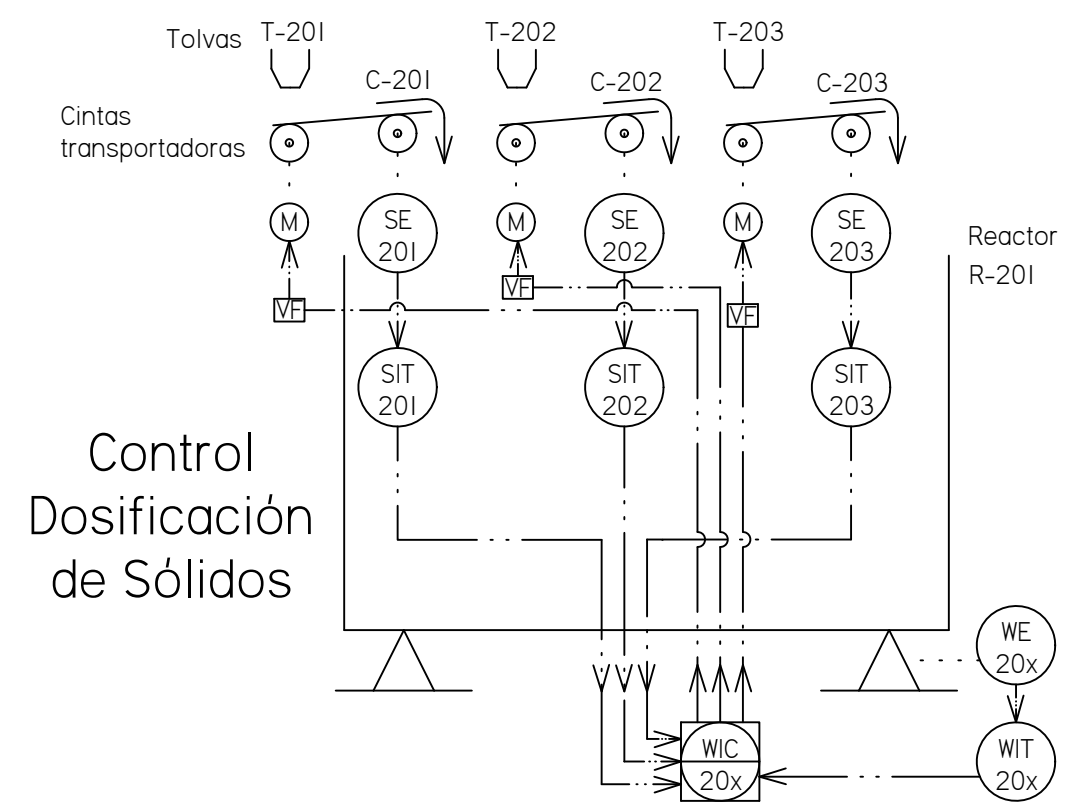 Tolvas T-201 T-202 T-203
C-201 C-202 C-203
Cintas
transportadoras
M SE M SE M SE
201 202 203
Reactor
R-201
VF VF VF
SIT SIT SIT
201 202 203
Control
Dosificación
de Sólidos
WE
20x
WIC WIT
20x 20x